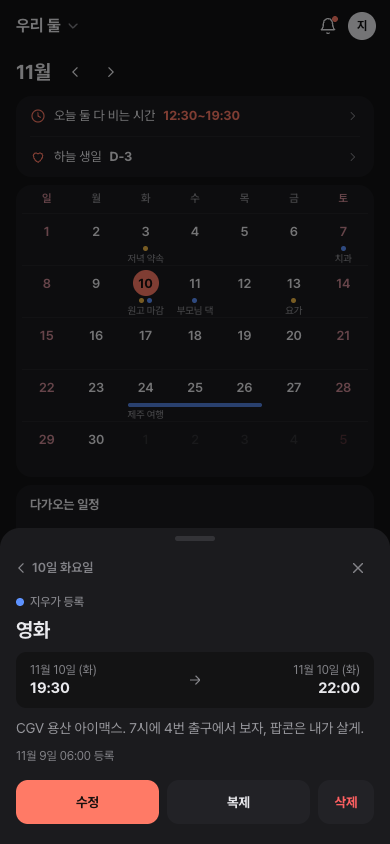 우리 둘
지
11월
오늘 둘 다 비는 시간 12:30~19:30
하늘 생일 D-3
일 월 화 수 목 금 토
1 2 3 4 5 6 7
저녁 약속 치과
8 9 10 11 12 13 14
원고 마감 부모님 댁 요가
15 16 17 18 19 20 21
22 23 24 25 26 27 28
제주 여행
29 30 1 2 3 4 5
다가오는 일정
10일 화요일
지우가 등록
영화
11월 10일 (화) 11월 10일 (화)
19:30 → 22:00
CGV 용산 아이맥스. 7시에 4번 출구에서 보자, 팝콘은 내가 살게.
11월 9일 06:00 등록
수정 복제 삭제